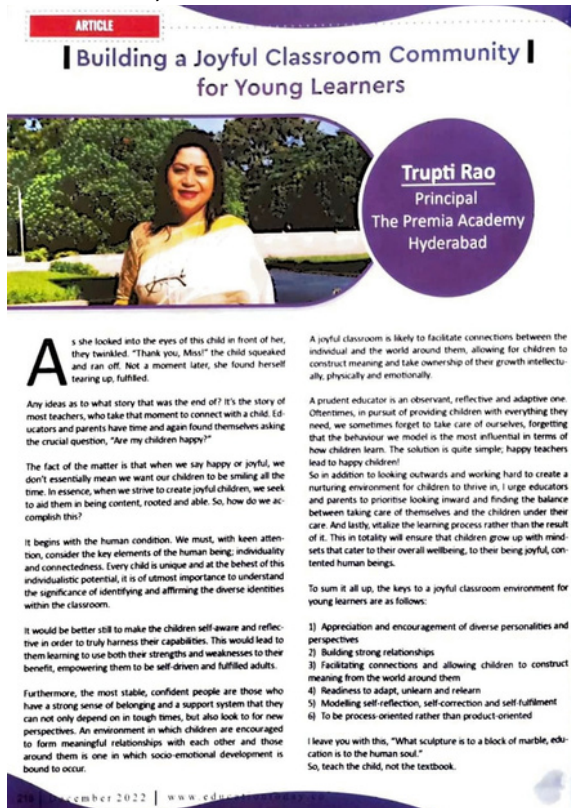 ARTICLE
Building a Joyful Classroom Community
for Young Learners
Trupti Rao
Principal
The Premia Academy
Hyderabad
As she looked into the eyes of this child in front of her,
they twinkled. "Thank you, Miss!" the child squeaked
and ran off. Not a moment later, she found herself
tearing up, fulfilled.
Any ideas as to what story that was the end of? It's the story of
most teachers, who take that moment to connect with a child. Ed-
ucators and parents have time and again found themselves asking
the crucial question, "Are my children happy?"
The fact of the matter is that when we say happy or joyful, we
don't essentially mean we want our children to be smiling all the
time. In essence, when we strive to create joyful children, we seek
to aid them in being content, rooted and able. So, how do we ac-
complish this?
It begins with the human condition. We must, with keen atten-
tion, consider the key elements of the human being; individuality
and connectedness. Every child is unique and at the behest of this
individualistic potential, it is of utmost importance to understand
the significance of identifying and affirming the diverse identities
within the classroom.
It would be better still to make the children self-aware and reflec-
tive in order to truly harness their capabilities. This would lead to
them learning to use both their strengths and weaknesses to their
benefit, empowering them to be self-driven and fulfilled adults.
Furthermore, the most stable, confident people are those who
have a strong sense of belonging and a support system that they
can not only depend on in tough times, but also look to for new
perspectives. An environment in which children are encouraged
to form meaningful relationships with each other and those
around them is one in which socio-emotional development is
bound to occur.
A joyful classroom is likely to facilitate connections between the
individual and the world around them, allowing for children to
construct meaning and take ownership of their growth intellectu-
ally, physically and emotionally.
A prudent educator is an observant, reflective and adaptive one.
Oftentimes, in pursuit of providing children with everything they
need, we sometimes forget to take care of ourselves, forgetting
that the behaviour we model is the most influential in terms of
how children learn. The solution is quite simple; happy teachers
lead to happy children!
So in addition to looking outwards and working hard to create a
nurturing environment for children to thrive in, I urge educators
and parents to prioritise looking inward and finding the balance
between taking care of themselves and the children under their
care. And lastly, vitalize the learning process rather than the result
of it. This in totality will ensure that children grow up with mind-
sets that cater to their overall wellbeing, to their being joyful, con-
tented human beings.
To sum it all up, the keys to a joyful classroom environment for
young learners are as follows:
1) Appreciation and encouragement of diverse personalities and
perspectives
2) Building strong relationships
3) Facilitating connections and allowing children to construct
meaning from the world around them
4) Readiness to adapt, unlearn and relearn
5) Modelling self-reflection, self-correction and self-fulfilment
6) To be process-oriented rather than product-oriented
I leave you with this, "What sculpture is to a block of marble, edu-
cation is to the human soul."
So, teach the child, not the textbook.
December 2022 | www.educationtoday.co